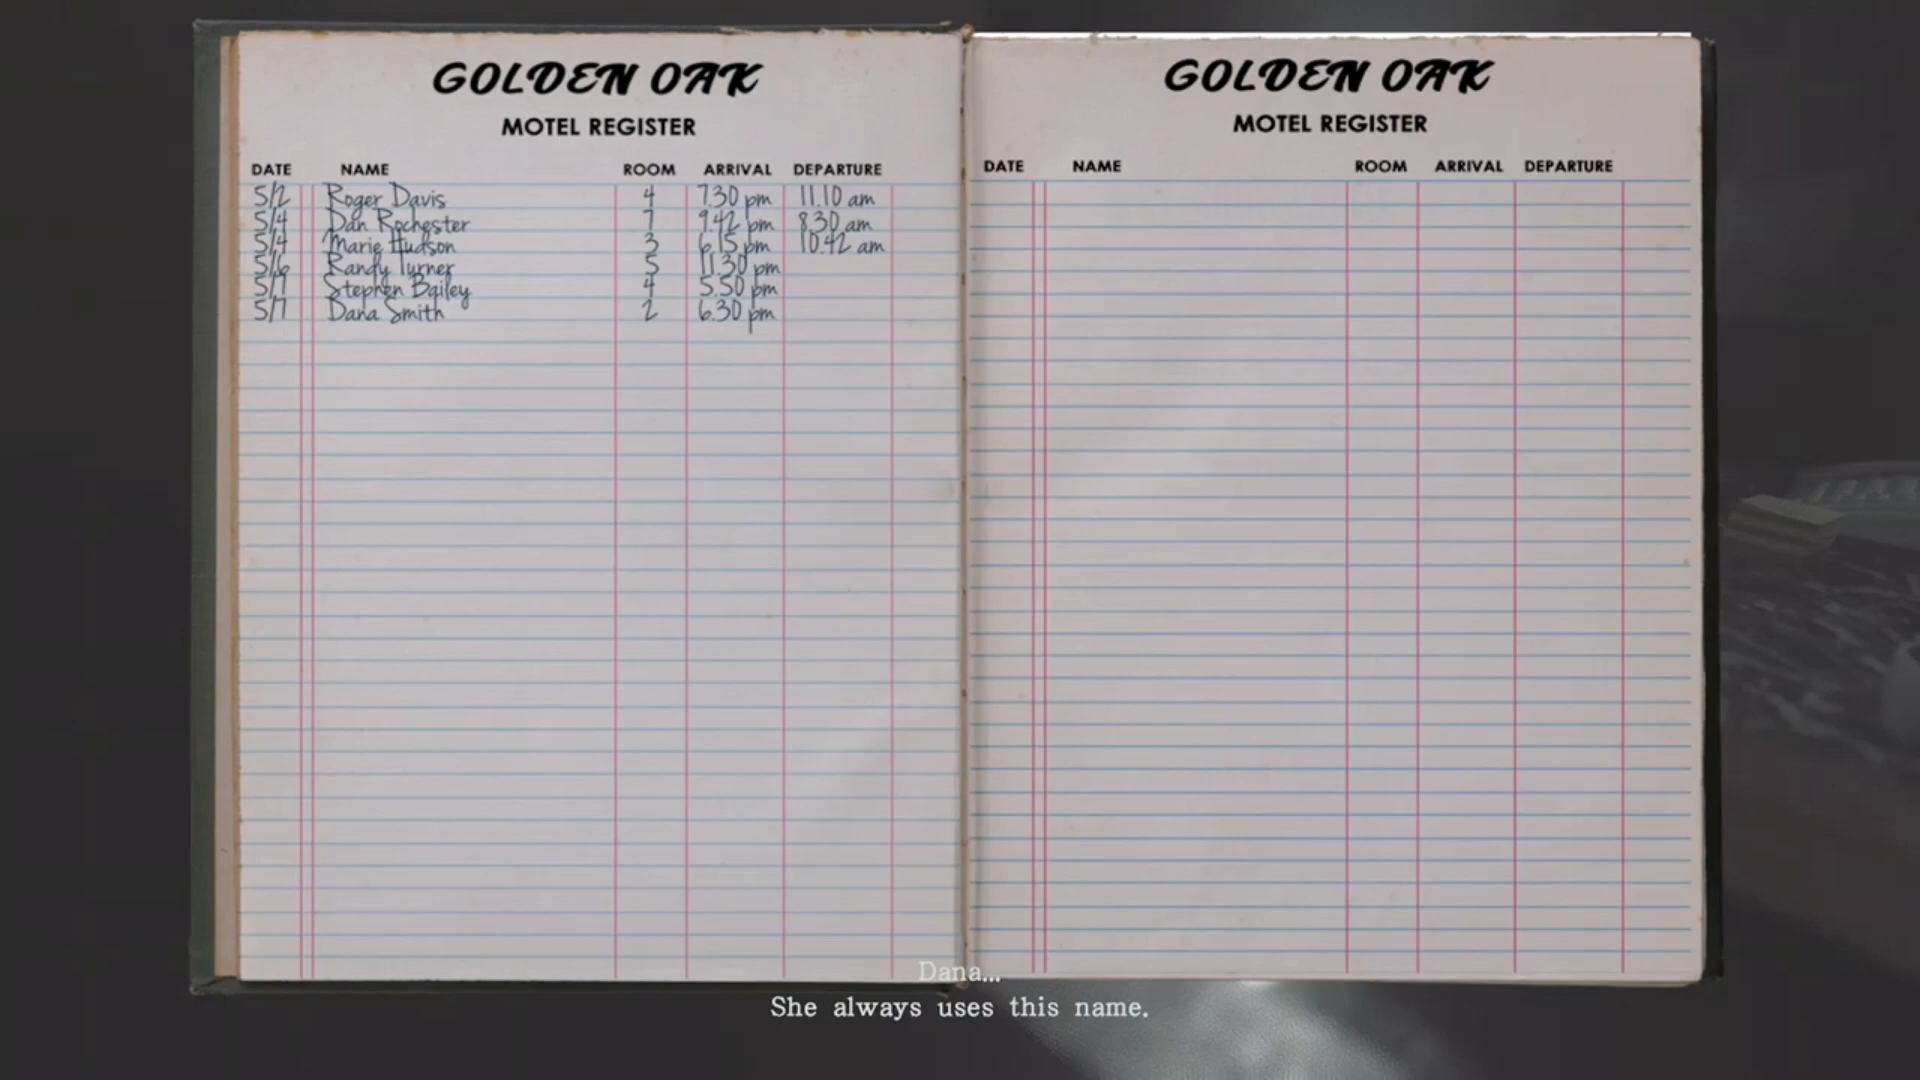 GOLDEN OAK
MOTEL REGISTER
DATE NAME ROOM ARRIVAL DEPARTURE
5/2 Roger Davis 4 7.30 pm 11.10 am
5/4 Dan Rochester 7 9.42 pm 8.30 am
5/4 Marie Hudson 3 6.15 pm 10.42 am
5/6 Randy Turner 5 11.30 pm
5/7 Stephen Bailey 4 5.50 pm
5/7 Dana Smith 2 6.30 pm
GOLDEN OAK
MOTEL REGISTER
DATE NAME ROOM ARRIVAL DEPARTURE
Dana...
She always uses this name.